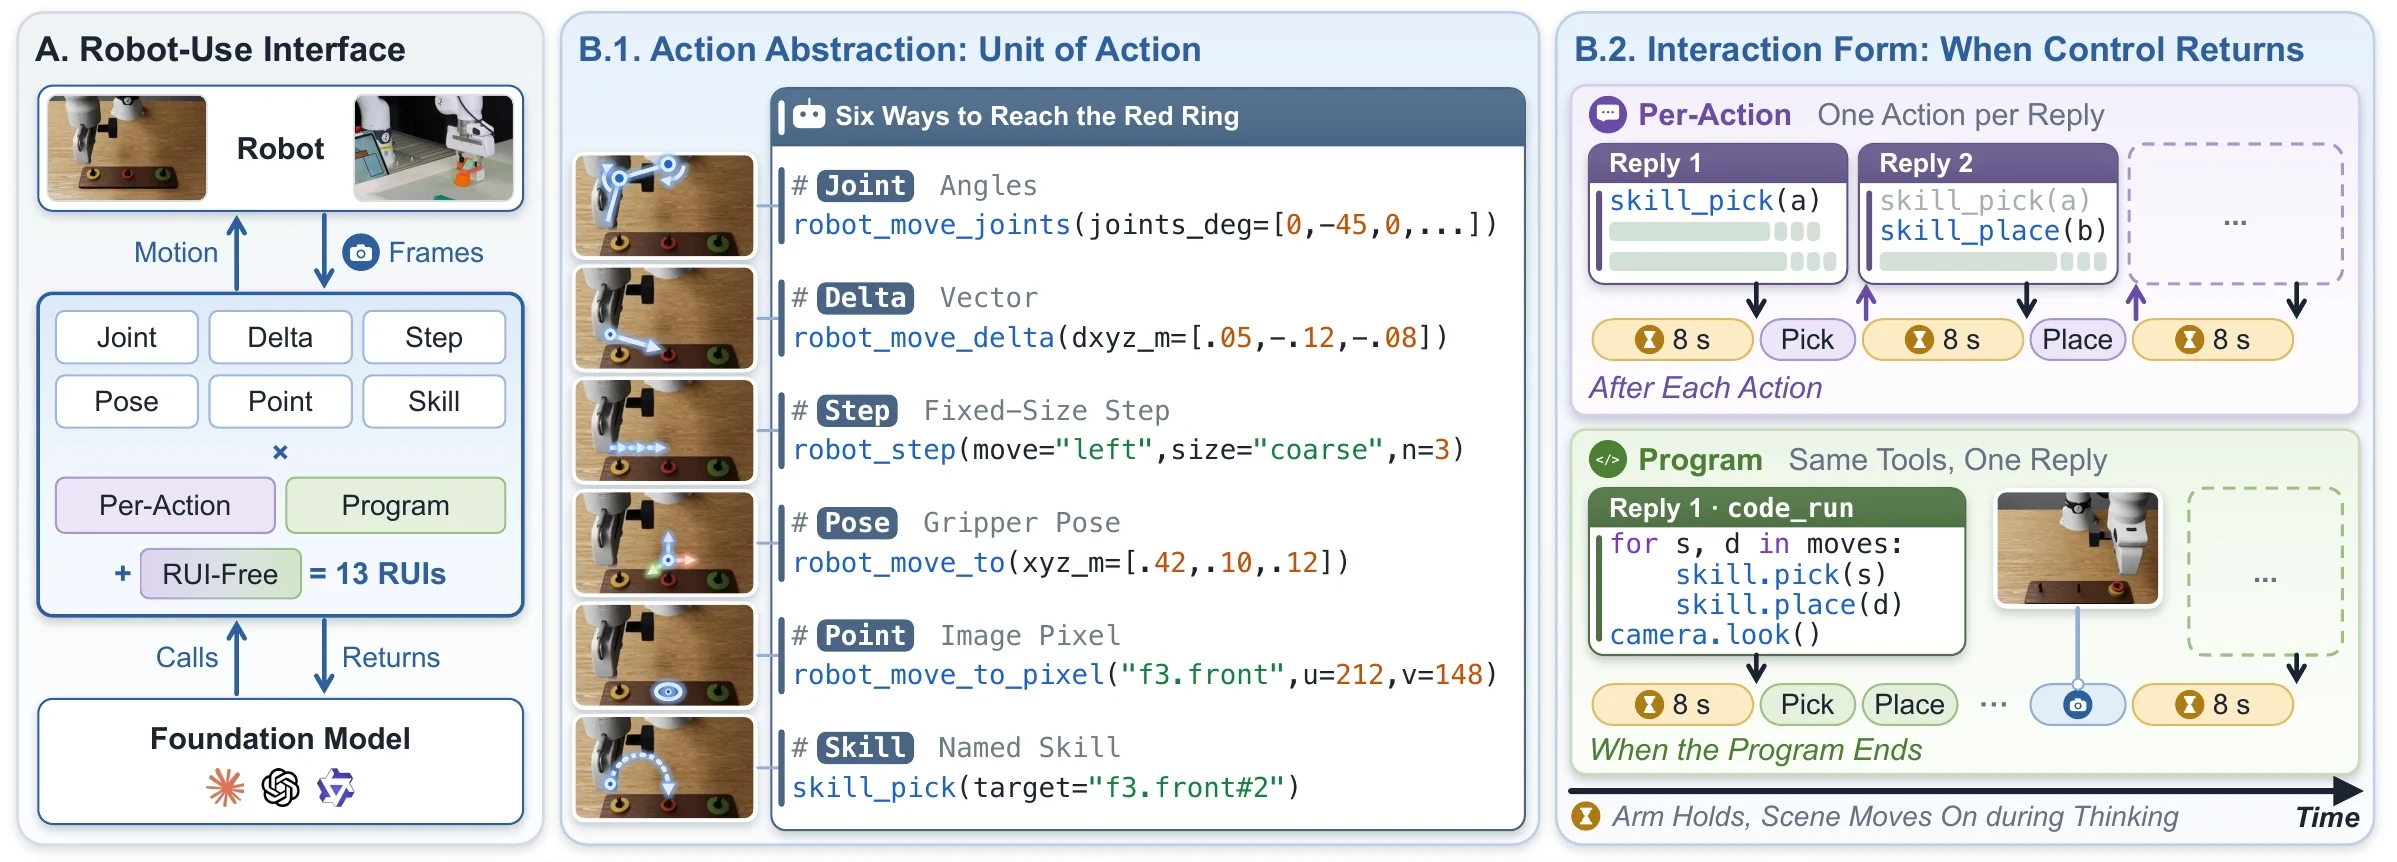 A. Robot-Use Interface
Robot
Motion
Frames
Joint
Delta
Step
Pose
Point
Skill
×
Per-Action
Program
+ RUI-Free = 13 RUIs
Calls
Returns
Foundation Model
B.1. Action Abstraction: Unit of Action
Six Ways to Reach the Red Ring
# Joint Angles
robot_move_joints(joints_deg=[0,−45,0,...])
# Delta Vector
robot_move_delta(dxyz_m=[.05,−.12,−.08])
# Step Fixed−Size Step
robot_step(move="left",size="coarse",n=3)
# Pose Gripper Pose
robot_move_to(xyz_m=[.42,.10,.12])
# Point Image Pixel
robot_move_to_pixel("f3.front",u=212,v=148)
# Skill Named Skill
skill_pick(target="f3.front#2")
B.2. Interaction Form: When Control Returns
Per-Action One Action per Reply
Reply 1
skill_pick(a)
Reply 2
skill_pick(a)
skill_place(b)
...
8 s
Pick
8 s
Place
8 s
After Each Action
</> Program Same Tools, One Reply
Reply 1 · code_run
for s, d in moves:
skill.pick(s)
skill.place(d)
camera.look()
...
8 s
Pick
Place
...
8 s
When the Program Ends
Arm Holds, Scene Moves On during Thinking
Time